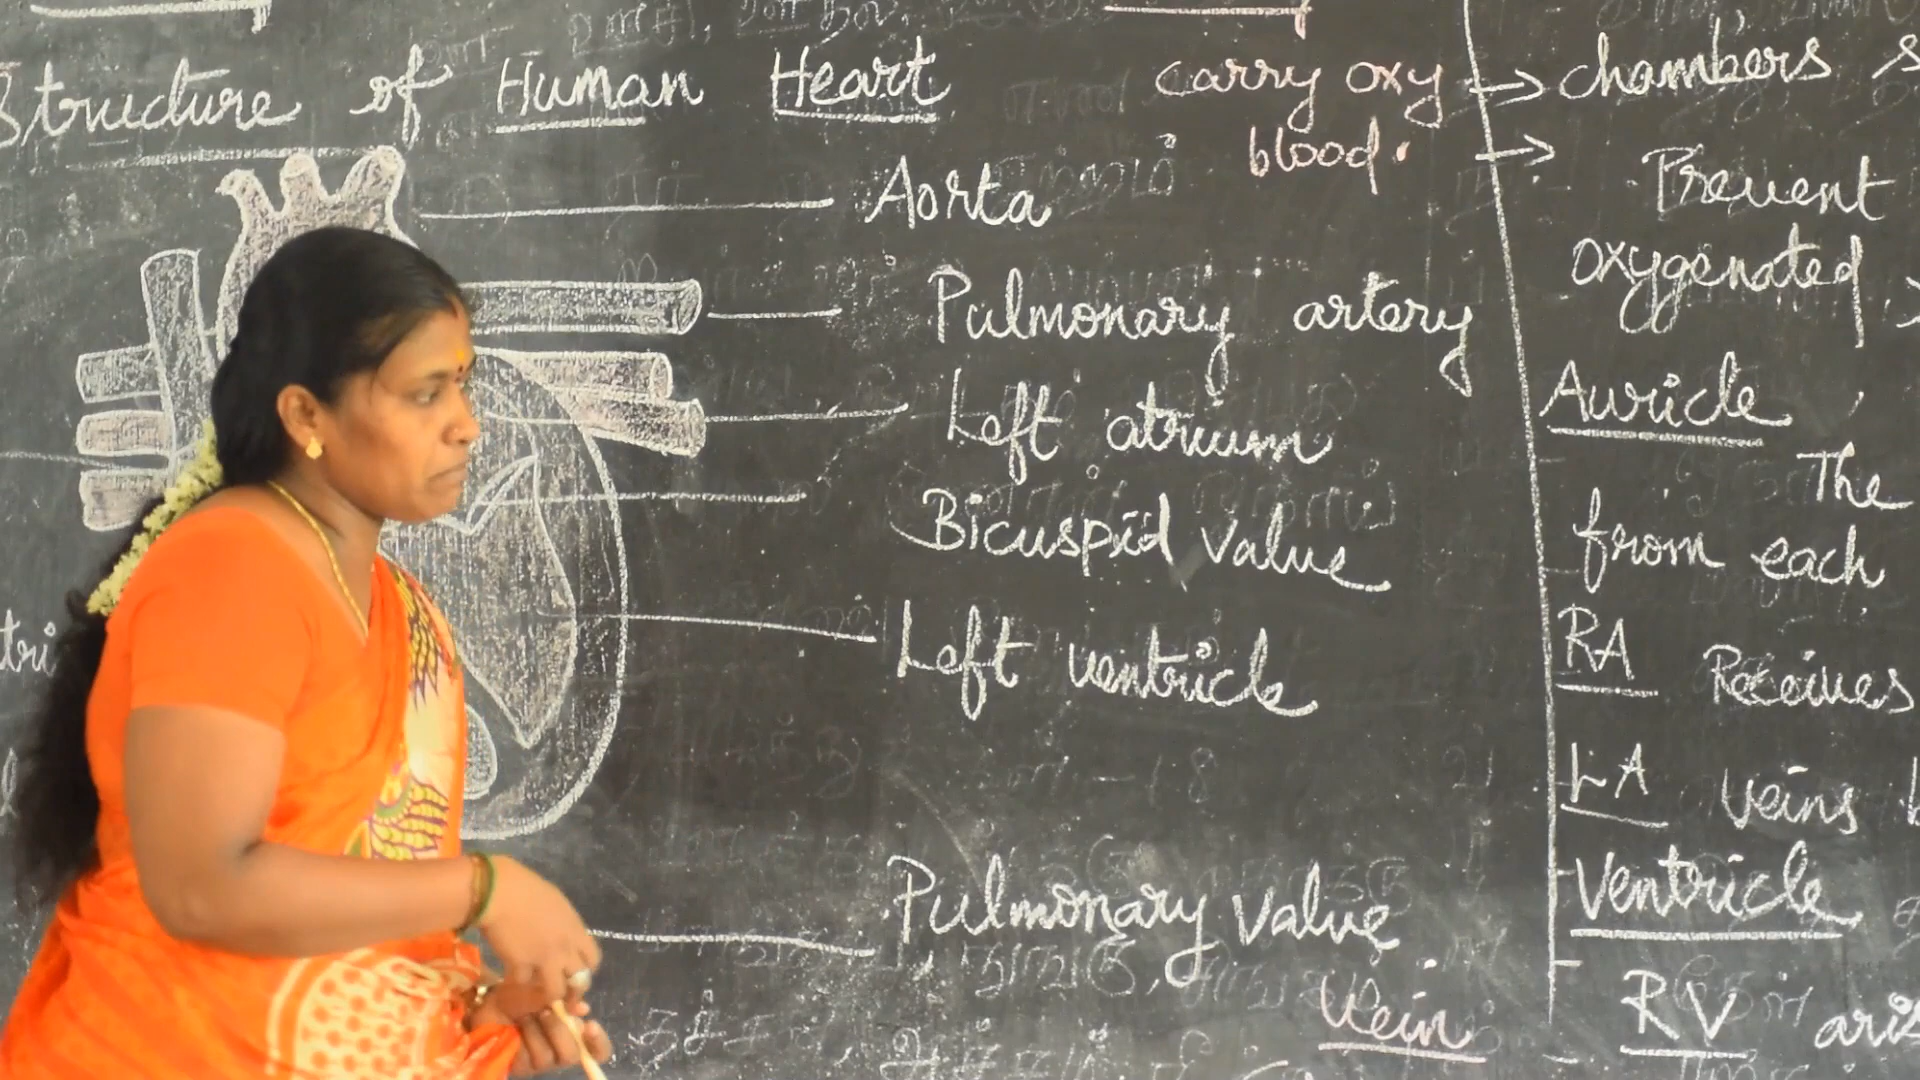 Structure of Human Heart
Aorta
Pulmonary artery
Left atrium
Bicuspid Value
Left ventricle
Pulmonary Value
Vein
carry oxy
blood.
→ chambers
→ Prevent
oxygenated
Auricle
The
from each
RA Receives
LA veins
Ventricle
RV